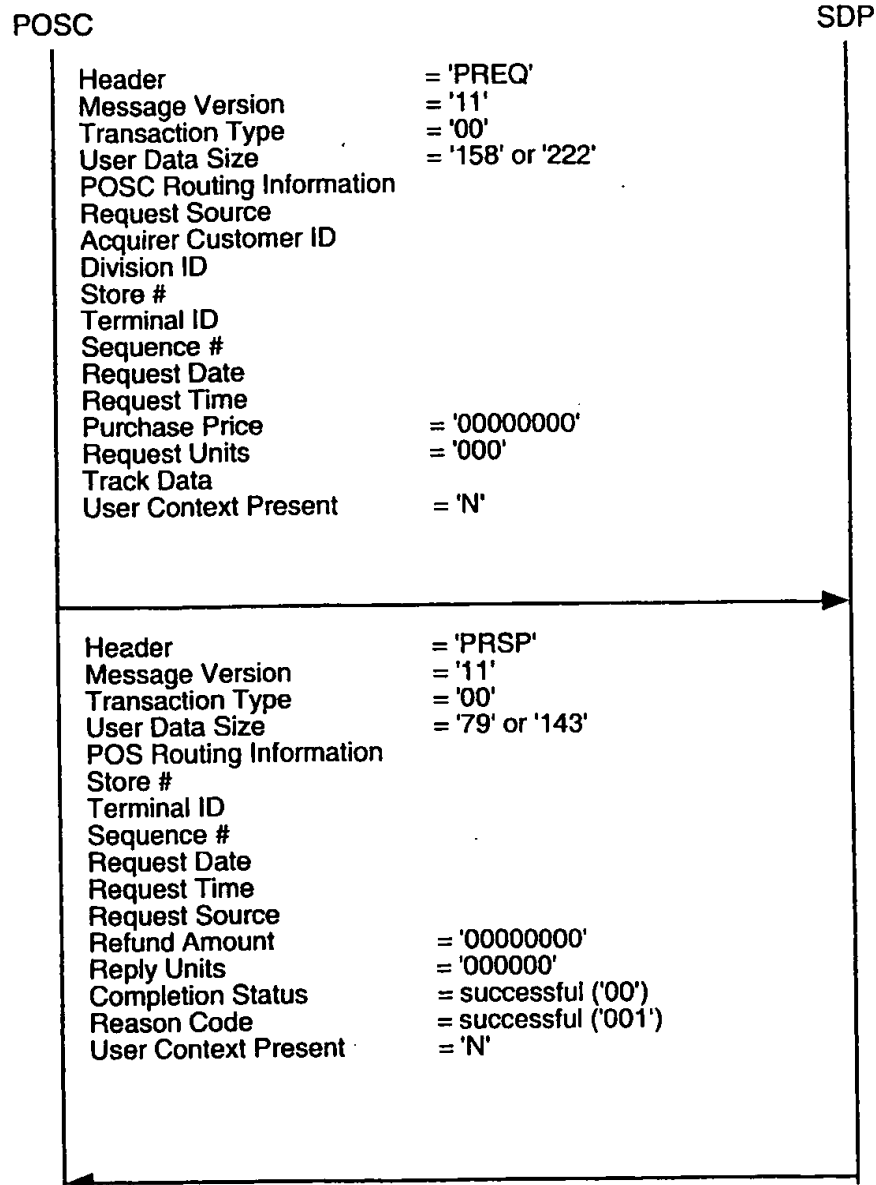 POSC SDP
Header = 'PREQ'
Message Version = '11'
Transaction Type = '00'
User Data Size = '158' or '222'
POSC Routing Information
Request Source
Acquirer Customer ID
Division ID
Store #
Terminal ID
Sequence #
Request Date
Request Time
Purchase Price = '00000000'
Request Units = '000'
Track Data
User Context Present = 'N'
Header = 'PRSP'
Message Version = '11'
Transaction Type = '00'
User Data Size = '79' or '143'
POS Routing Information
Store #
Terminal ID
Sequence #
Request Date
Request Time
Request Source
Refund Amount = '00000000'
Reply Units = '000000'
Completion Status = successful ('00')
Reason Code = successful ('001')
User Context Present = 'N'